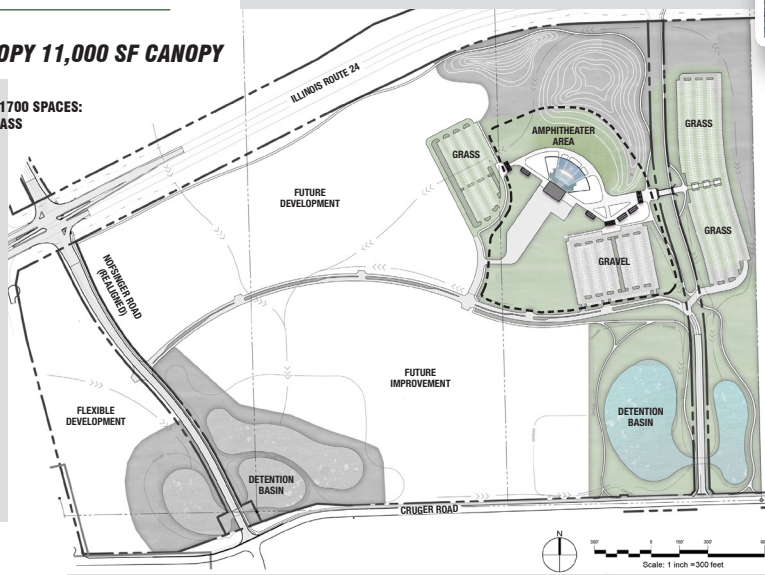 OPY 11,000 SF CANOPY
1700 SPACES:
ASS
ILLINOIS ROUTE 24
AMPHITHEATER
AREA
GRASS
GRASS
FUTURE
DEVELOPMENT
GRASS
GRAVEL
NOFSINGER ROAD
(REALIGNED)
FUTURE
IMPROVEMENT
FLEXIBLE
DEVELOPMENT
DETENTION
BASIN
DETENTION
BASIN
CRUGER ROAD
N
300'
0
150'
300'
Scale: 1 inch =300 feet